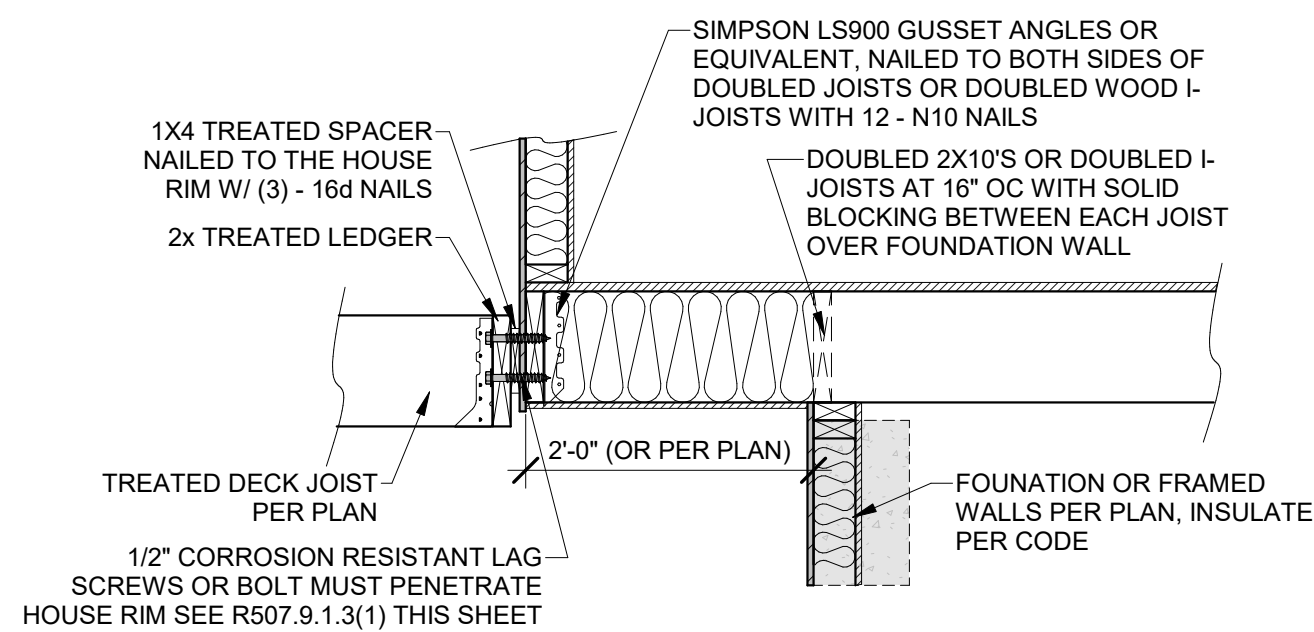 SIMPSON LS900 GUSSET ANGLES OR
EQUIVALENT, NAILED TO BOTH SIDES OF
DOUBLED JOISTS OR DOUBLED WOOD I-
JOISTS WITH 12 - N10 NAILS
1X4 TREATED SPACER
NAILED TO THE HOUSE
RIM W/ (3) - 16d NAILS
2x TREATED LEDGER
DOUBLED 2X10'S OR DOUBLED I-
JOISTS AT 16" OC WITH SOLID
BLOCKING BETWEEN EACH JOIST
OVER FOUNDATION WALL
2'-0" (OR PER PLAN)
TREATED DECK JOIST
PER PLAN
FOUNATION OR FRAMED
WALLS PER PLAN, INSULATE
PER CODE
1/2" CORROSION RESISTANT LAG
SCREWS OR BOLT MUST PENETRATE
HOUSE RIM SEE R507.9.1.3(1) THIS SHEET